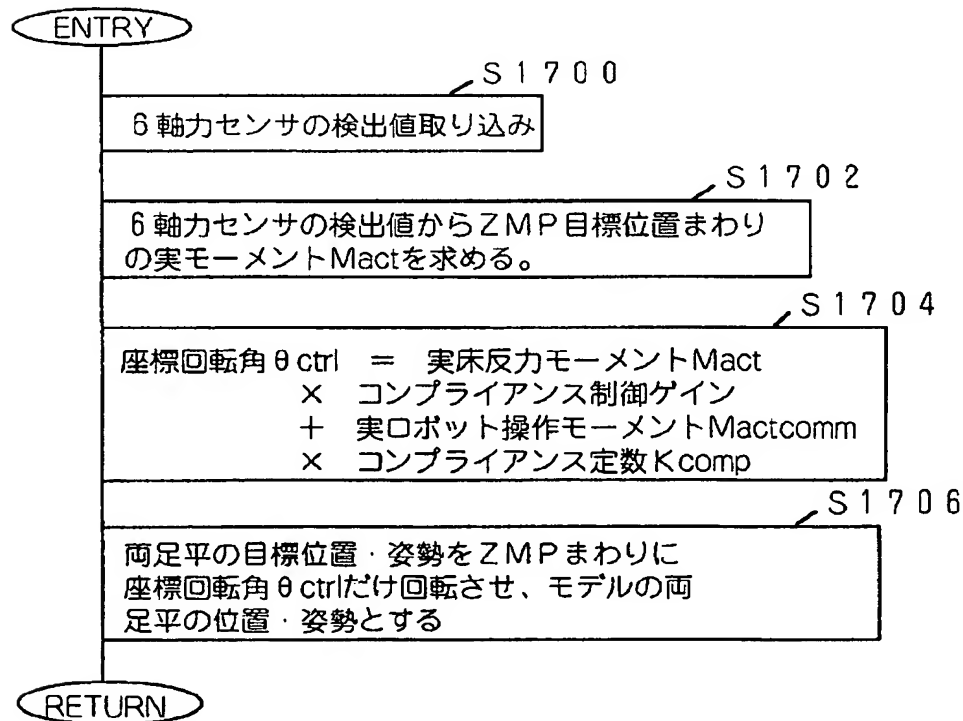 ENTRY
S1700
6軸力センサの検出値取り込み
S1702
6軸力センサの検出値からZMP目標位置まわり
の実モーメントMactを求める。
S1704
座標回転角θctrl = 実床反力モーメントMact
× コンプライアンス制御ゲイン
+ 実ロボット操作モーメントMactcomm
× コンプライアンス定数Kcomp
S1706
両足平の目標位置・姿勢をZMPまわりに
座標回転角θctrlだけ回転させ、モデルの両
足平の位置・姿勢とする
RETURN